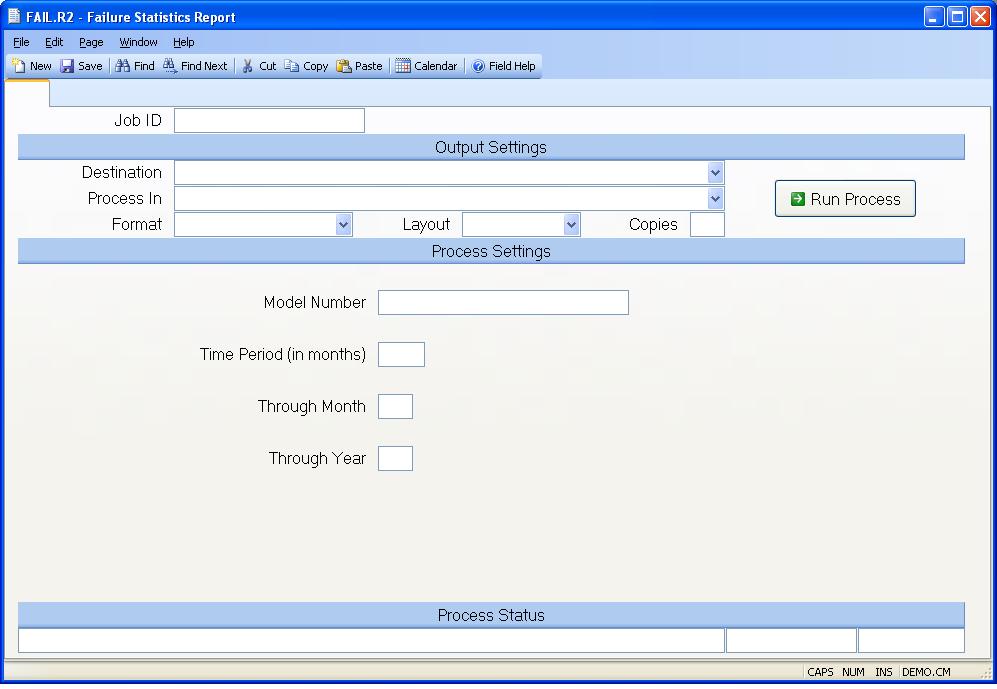 FAIL.R2 - Failure Statistics Report
File Edit Page Window Help
New Save Find Find Next Cut Copy Paste Calendar Field Help
Job ID
Output Settings
Destination
Process In
Run Process
Format Layout Copies
Process Settings
Model Number
Time Period (in months)
Through Month
Through Year
Process Status
CAPS NUM INS DEMO.CM